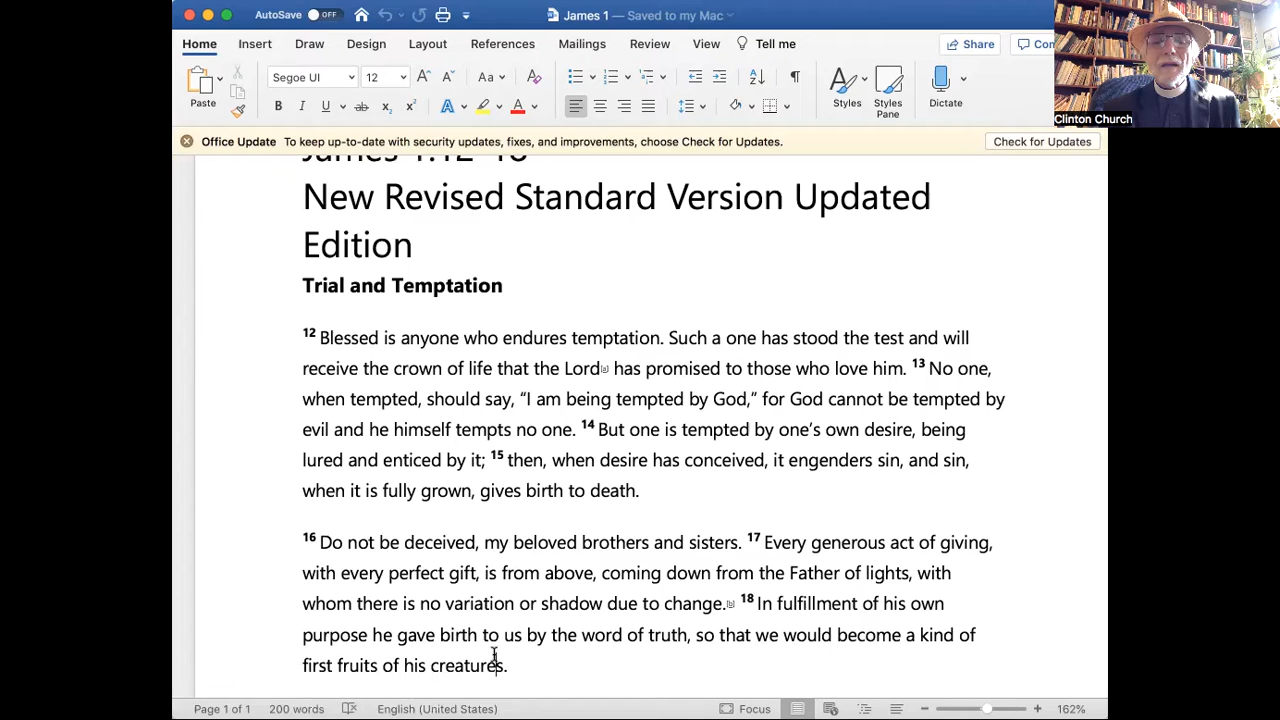 AutoSave OFF James 1 — Saved to my Mac
Home Insert Draw Design Layout References Mailings Review View Tell me Share
Paste Segoe UI 12 Aa Styles Styles Pane Dictate
Clinton Church
Office Update To keep up-to-date with security updates, fixes, and improvements, choose Check for Updates. Check for Updates
New Revised Standard Version Updated
Edition
Trial and Temptation
12 Blessed is anyone who endures temptation. Such a one has stood the test and will
receive the crown of life that the Lord has promised to those who love him. 13 No one,
when tempted, should say, “I am being tempted by God,” for God cannot be tempted by
evil and he himself tempts no one. 14 But one is tempted by one’s own desire, being
lured and enticed by it; 15 then, when desire has conceived, it engenders sin, and sin,
when it is fully grown, gives birth to death.
16 Do not be deceived, my beloved brothers and sisters. 17 Every generous act of giving,
with every perfect gift, is from above, coming down from the Father of lights, with
whom there is no variation or shadow due to change. 18 In fulfillment of his own
purpose he gave birth to us by the word of truth, so that we would become a kind of
first fruits of his creatures.
Page 1 of 1 200 words English (United States) Focus 162%